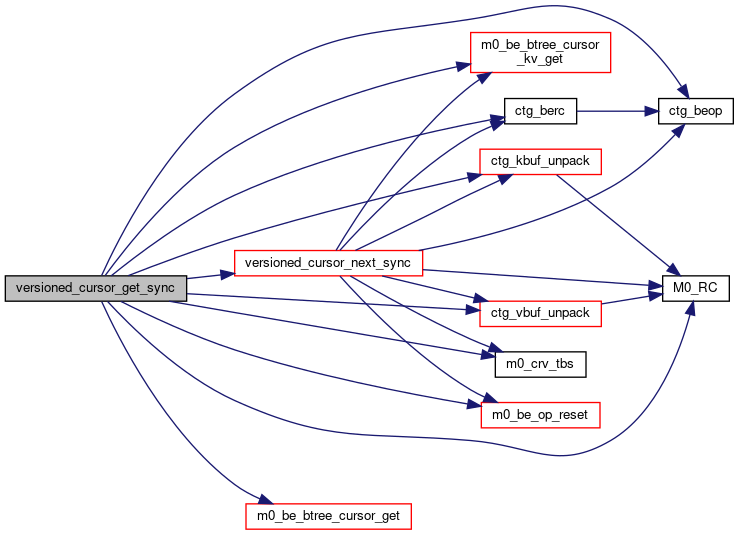 m0_be_btree_cursor
_kv_get
ctg_berc
ctg_beop
ctg_kbuf_unpack
versioned_cursor_next_sync
versioned_cursor_get_sync
M0_RC
ctg_vbuf_unpack
m0_crv_tbs
m0_be_op_reset
m0_be_btree_cursor_get